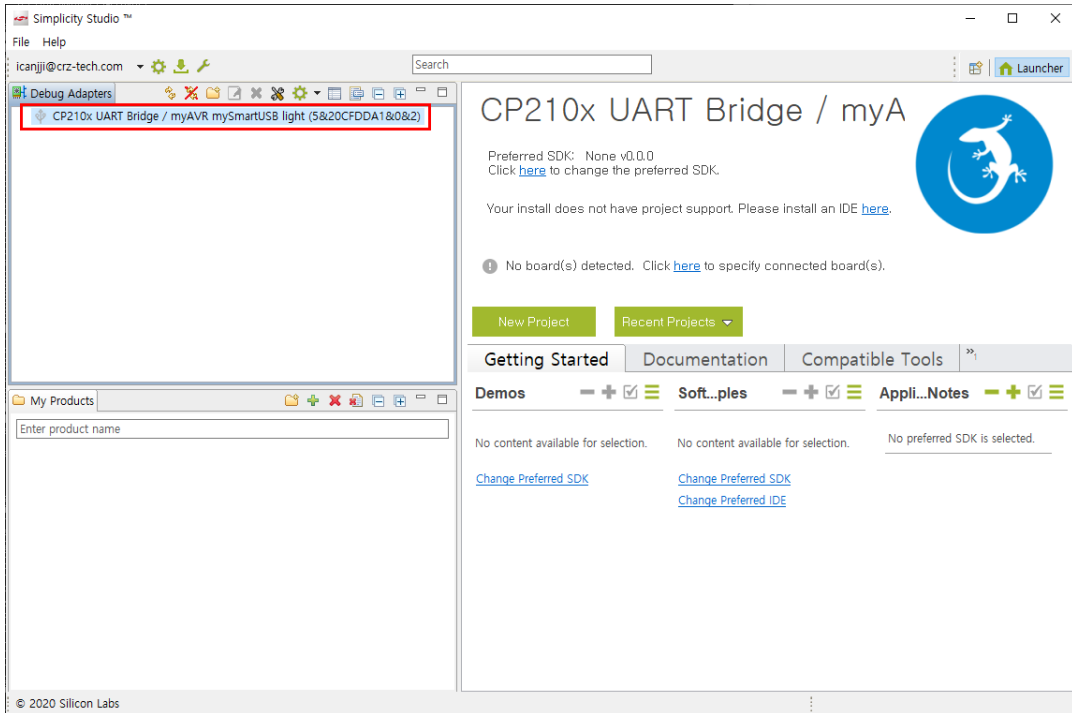 Simplicity Studio ™
File Help
icanjji@crz-tech.com
Search
Launcher
Debug Adapters
CP210x UART Bridge / myAVR mySmartUSB light (5&20CFDDA1&0&2)
CP210x UART Bridge / myA
Preferred SDK: None v0.0.0
Click here to change the preferred SDK.
Your install does not have project support. Please install an IDE here.
No board(s) detected. Click here to specify connected board(s).
New Project
Recent Projects
Getting Started
Documentation
Compatible Tools
»1
My Products
Enter product name
Demos
Soft...ples
Appli...Notes
No content available for selection.
No content available for selection.
No preferred SDK is selected.
Change Preferred SDK
Change Preferred SDK
Change Preferred IDE
© 2020 Silicon Labs